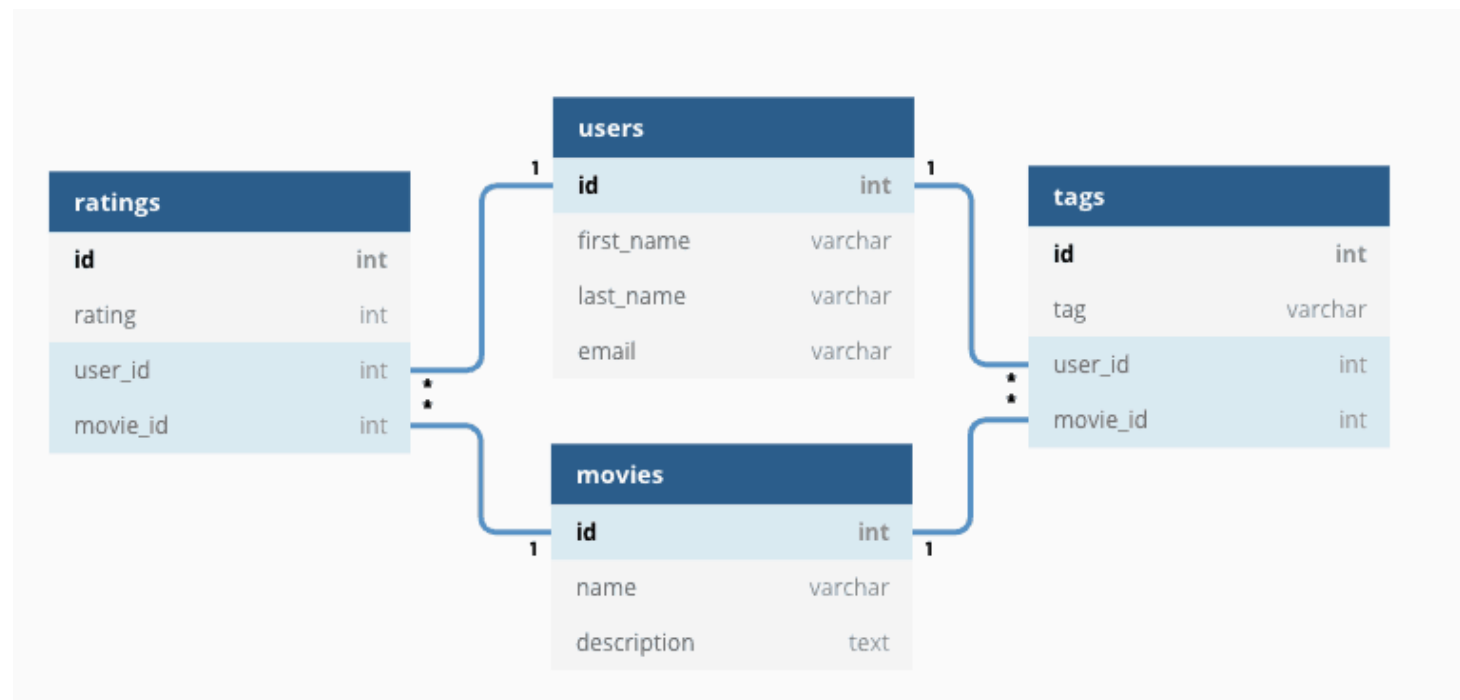 ratings
id int
rating int
user_id int
movie_id int
*
*
users
1
1
id int
first_name varchar
last_name varchar
email varchar
movies
id int
1
1
name varchar
description text
tags
id int
tag varchar
user_id int
movie_id int
*
*